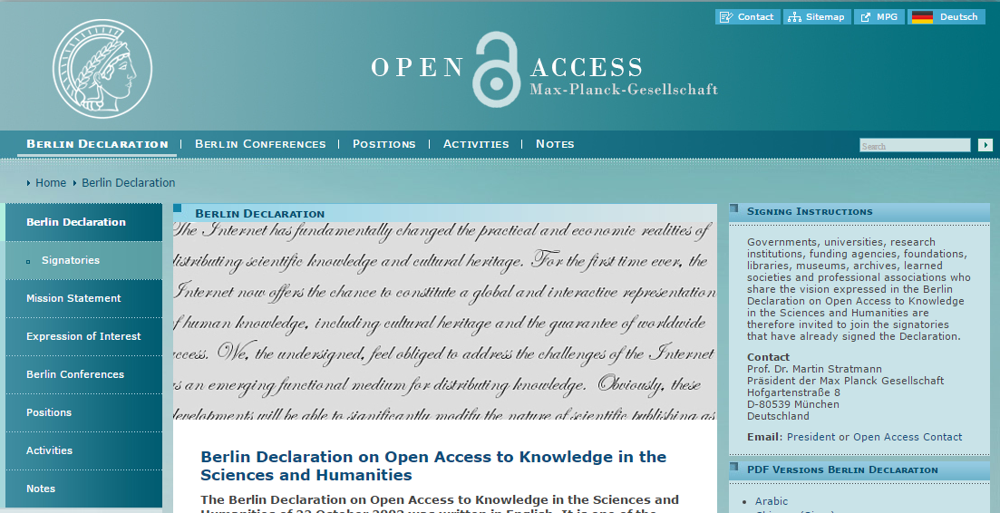 Contact
Sitemap
MPG
Deutsch
OPEN ACCESS
Max-Planck-Gesellschaft
BERLIN DECLARATION
BERLIN CONFERENCES
POSITIONS
ACTIVITIES
NOTES
Search
Home
Berlin Declaration
Berlin Declaration
Signatories
Mission Statement
Expression of Interest
Berlin Conferences
Positions
Activities
Notes
BERLIN DECLARATION
The Internet has fundamentally changed the practical and economic realities of
distributing scientific knowledge and cultural heritage. For the first time ever, the
Internet now offers the chance to constitute a global and interactive representation
of human knowledge, including cultural heritage and the guarantee of worldwide
access. We, the undersigned, feel obliged to address the challenges of the Internet
as an emerging functional medium for distributing knowledge. Obviously, these
developments will be able to significantly modify the nature of scientific publishing as
Berlin Declaration on Open Access to Knowledge in the
Sciences and Humanities
The Berlin Declaration on Open Access to Knowledge in the Sciences and
Humanities of 22 October 2003 was written in English. It is one of the
SIGNING INSTRUCTIONS
Governments, universities, research
institutions, funding agencies, foundations,
libraries, museums, archives, learned
societies and professional associations who
share the vision expressed in the Berlin
Declaration on Open Access to Knowledge
in the Sciences and Humanities are
therefore invited to join the signatories
that have already signed the Declaration.
Contact
Prof. Dr. Martin Stratmann
Präsident der Max Planck Gesellschaft
Hofgartenstraße 8
D-80539 München
Deutschland
Email: President or Open Access Contact
PDF VERSIONS BERLIN DECLARATION
Arabic